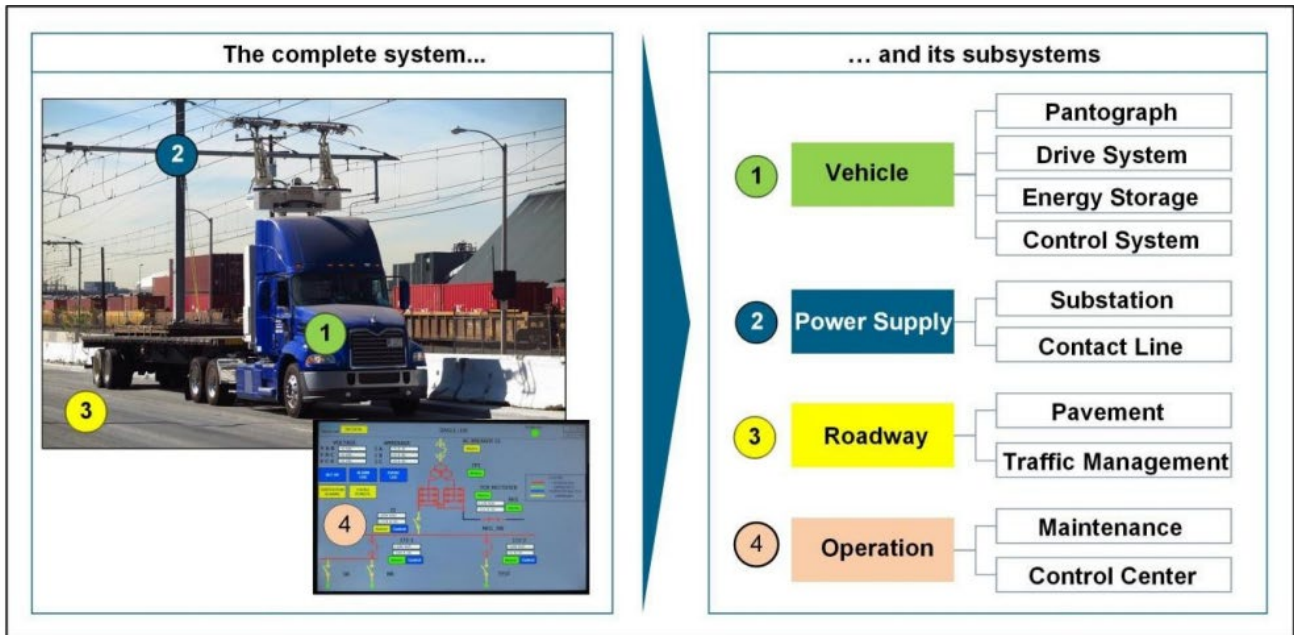 The complete system...
2
1
3
4
... and its subsystems
1
Vehicle
Pantograph
Drive System
Energy Storage
Control System
2
Power Supply
Substation
Contact Line
3
Roadway
Pavement
Traffic Management
4
Operation
Maintenance
Control Center